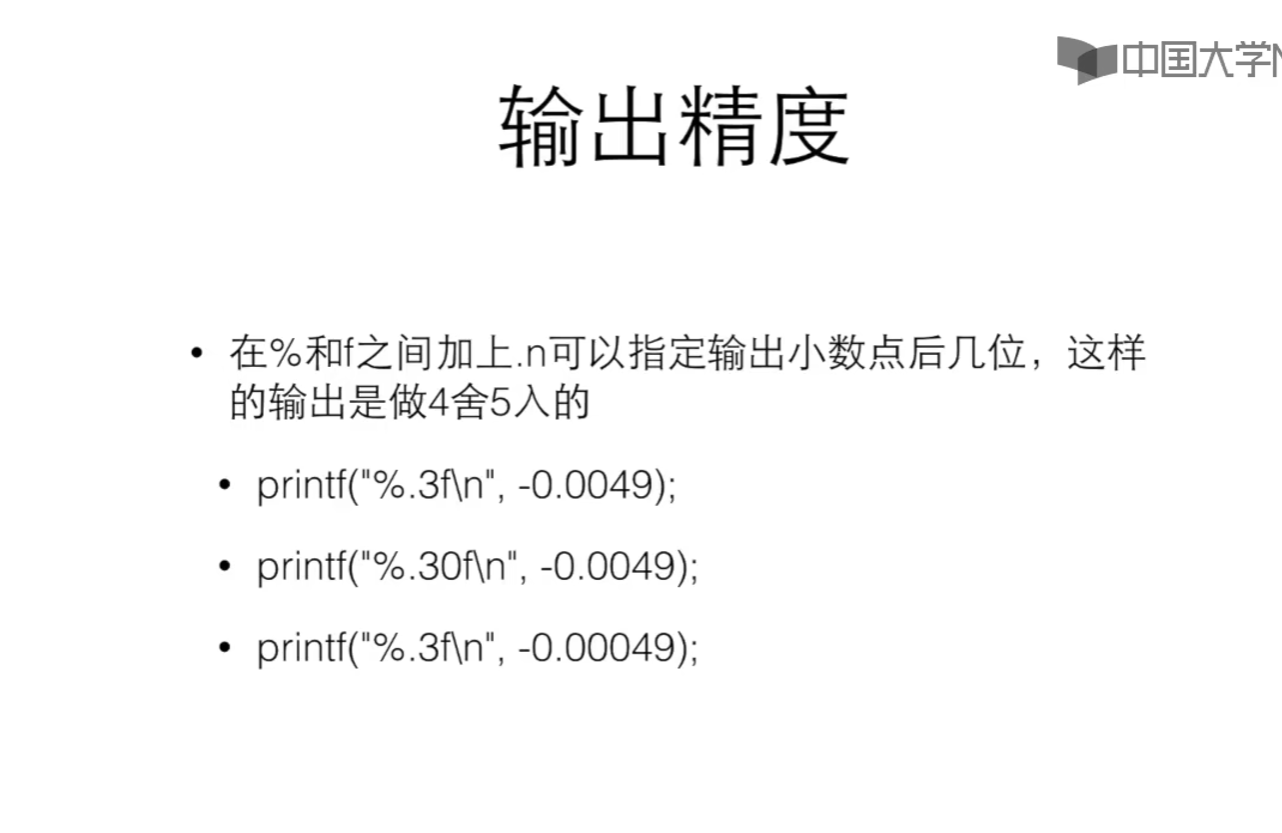 中国大学
输出精度
• 在%和f之间加上.n可以指定输出小数点后几位，这样
的输出是做4舍5入的
• printf("%.3f\n", -0.0049);
• printf("%.30f\n", -0.0049);
• printf("%.3f\n", -0.00049);